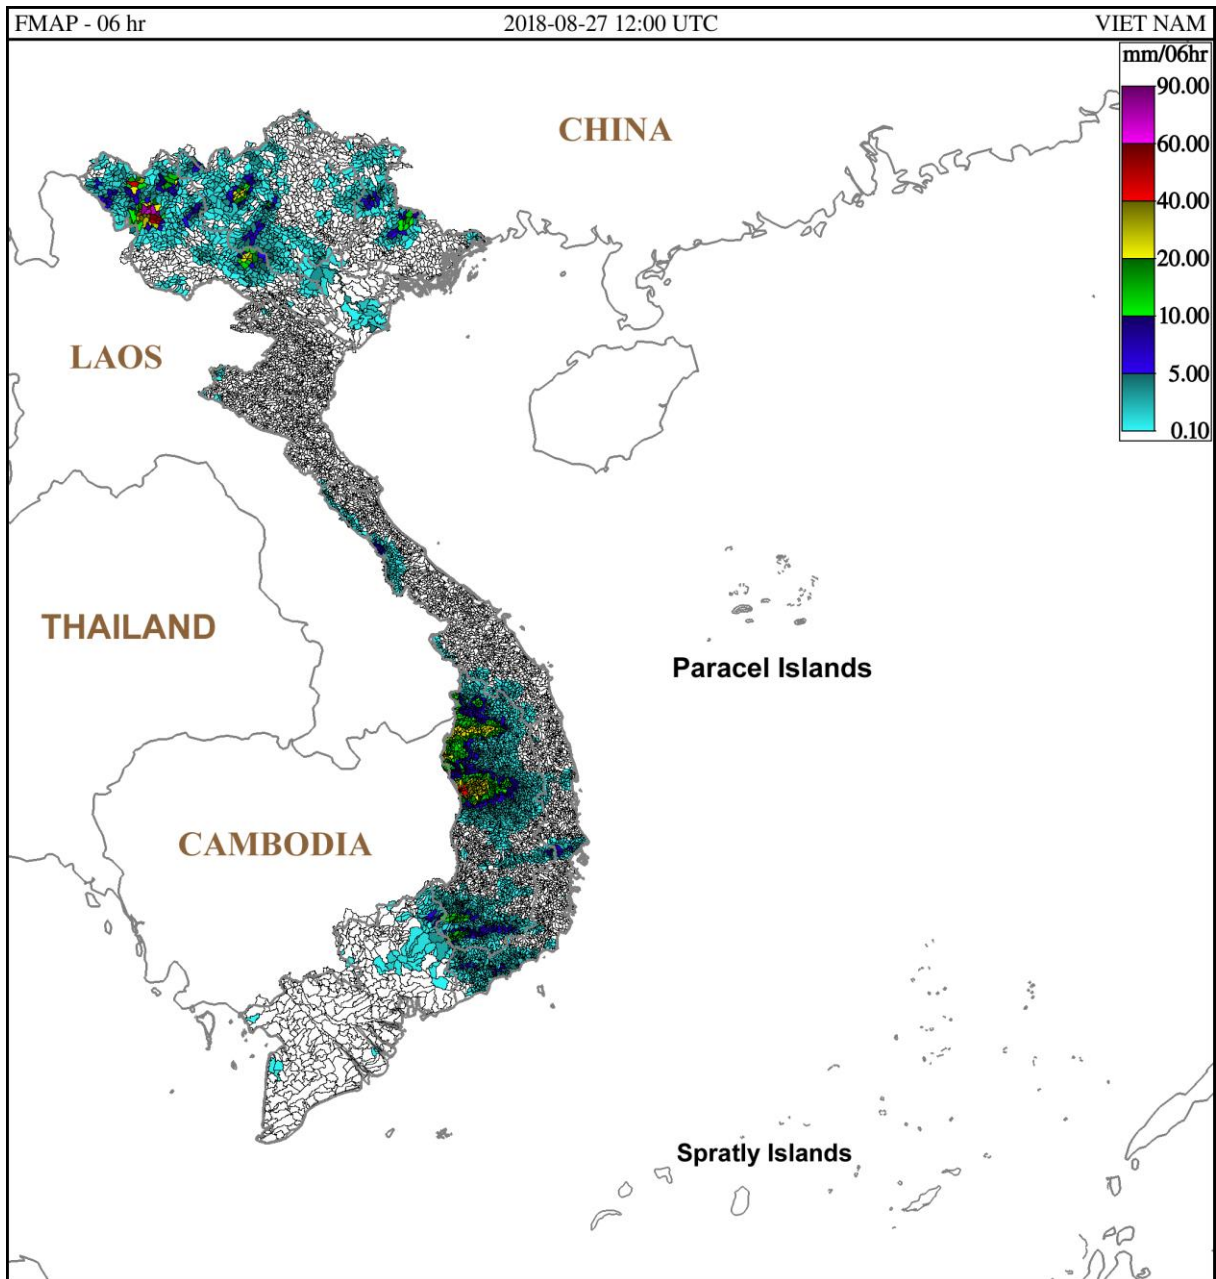 FMAP - 06 hr 2018-08-27 12:00 UTC VIET NAM
mm/06hr
90.00
CHINA
60.00
40.00
20.00
10.00
LAOS
5.00
0.10
THAILAND
Paracel Islands
CAMBODIA
Spratly Islands